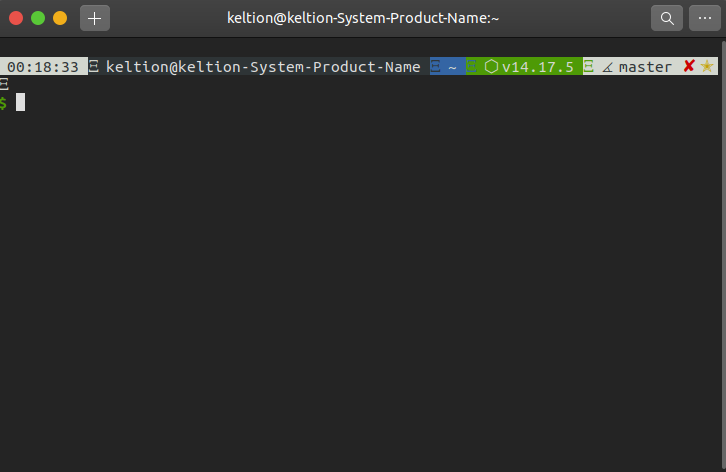 keltion@keltion-System-Product-Name:~
00:18:33 Ξ keltion@keltion-System-Product-Name Ξ ~ Ξ ⬡ v14.17.5 Ξ ∡ master ✘ ★
Ξ
$